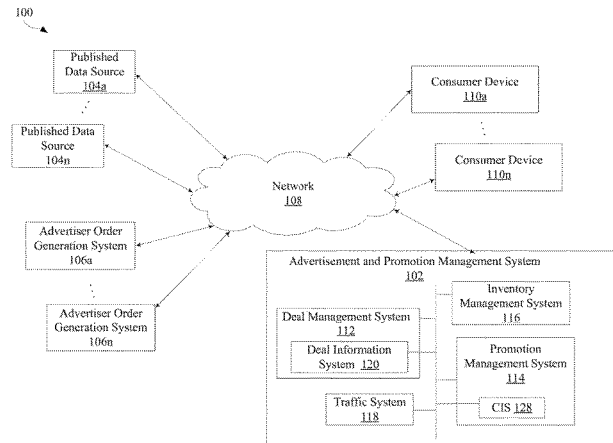 100
Published Data
Source
104a
Published Data
Source
104n
Advertiser Order
Generation System
106a
Advertiser Order
Generation System
106n
Network
108
Consumer Device
110a
Consumer Device
110n
Advertisement and Promotion Management System
102
Deal Management System
112
Deal Information
System 120
Traffic System
118
Inventory
Management System
116
Promotion
Management System
114
CIS 128